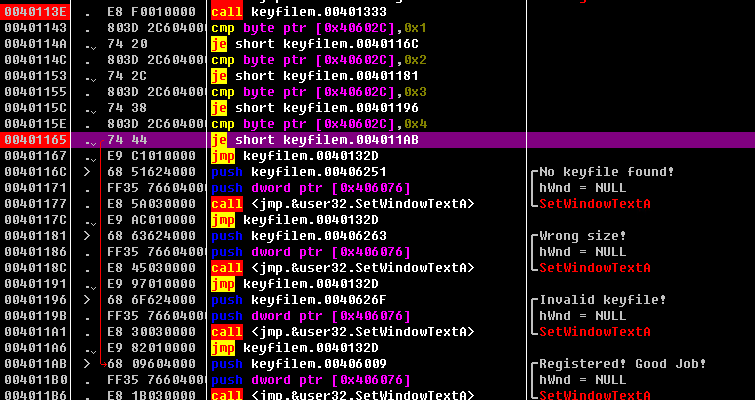 0040113E . E8 F0010000 call keyfilem.00401333
00401143 . 803D 2C604000 cmp byte ptr [0x40602C],0x1
0040114A .⌄ 74 20 je short keyfilem.0040116C
0040114C . 803D 2C604000 cmp byte ptr [0x40602C],0x2
00401153 .⌄ 74 2C je short keyfilem.00401181
00401155 . 803D 2C604000 cmp byte ptr [0x40602C],0x3
0040115C .⌄ 74 38 je short keyfilem.00401196
0040115E . 803D 2C604000 cmp byte ptr [0x40602C],0x4
00401165 .⌄ 74 44 je short keyfilem.004011AB
00401167 .⌄ E9 C1010000 jmp keyfilem.0040132D
0040116C > 68 51624000 push keyfilem.00406251 No keyfile found!
00401171 . FF35 76604000 push dword ptr [0x406076] hWnd = NULL
00401177 . E8 5A030000 call <jmp.&user32.SetWindowTextA> SetWindowTextA
0040117C .⌄ E9 AC010000 jmp keyfilem.0040132D
00401181 > 68 63624000 push keyfilem.00406263 Wrong size!
00401186 . FF35 76604000 push dword ptr [0x406076] hWnd = NULL
0040118C . E8 45030000 call <jmp.&user32.SetWindowTextA> SetWindowTextA
00401191 .⌄ E9 97010000 jmp keyfilem.0040132D
00401196 > 68 6F624000 push keyfilem.0040626F Invalid keyfile!
0040119B . FF35 76604000 push dword ptr [0x406076] hWnd = NULL
004011A1 . E8 30030000 call <jmp.&user32.SetWindowTextA> SetWindowTextA
004011A6 .⌄ E9 82010000 jmp keyfilem.0040132D
004011AB > 68 09604000 push keyfilem.00406009 Registered! Good Job!
004011B0 . FF35 76604000 push dword ptr [0x406076] hWnd = NULL
004011B6 . E8 1B030000 call <jmp.&user32.SetWindowTextA> SetWindowTextA